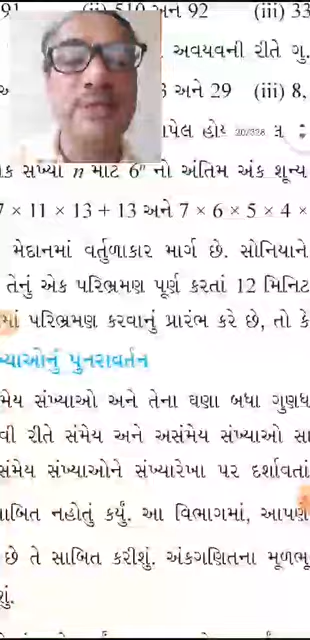 91 (ii) 510 અને 92 (iii) 33
અવયવની રીતે ગુ.
3 અને 29 (iii) 8,
20/328
ક સંખ્યા n માટે 6ⁿ નો અંતિમ અંક શૂન્ય
7 × 11 × 13 + 13 અને 7 × 6 × 5 × 4 ×
મેદાનમાં વર્તુળાકાર માર્ગ છે. સોનિયાને
તેનું એક પરિભ્રમણ પૂર્ણ કરતાં 12 મિનિટ
માં પરિભ્રમણ કરવાનું પ્રારંભ કરે છે, તો કે
ખ્યાઓનું પુનરાવર્તન
મેય સંખ્યાઓ અને તેના ઘણા બધા ગુણધ
વી રીતે સંમેય અને અસંમેય સંખ્યાઓ સા
સંમેય સંખ્યાઓને સંખ્યારેખા પર દર્શાવતાં
ાબિત નહોતું કર્યું. આ વિભાગમાં, આપણે
છે તે સાબિત કરીશું. અંકગણિતના મૂળભૂ
શું.